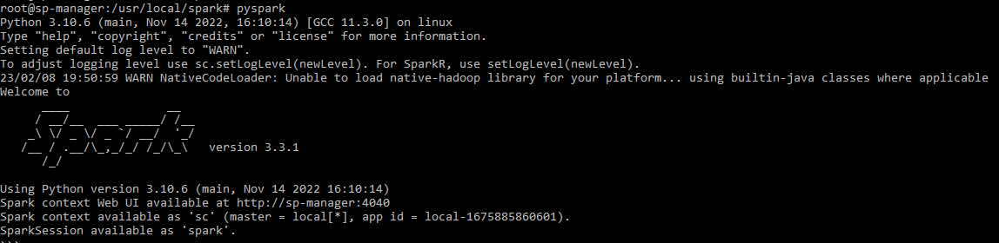 root@sp-manager:/usr/local/spark# pyspark
Python 3.10.6 (main, Nov 14 2022, 16:10:14) [GCC 11.3.0] on linux
Type "help", "copyright", "credits" or "license" for more information.
Setting default log level to "WARN".
To adjust logging level use sc.setLogLevel(newLevel). For SparkR, use setLogLevel(newLevel).
23/02/08 19:50:59 WARN NativeCodeLoader: Unable to load native-hadoop library for your platform... using builtin-java classes where applicable
Welcome to
      ____              __
     / __/__  ___ _____/ /__
    _\ \/ _ \/ _ `/ __/  '_/
   /__ / .__/\_,_/_/ /_/\_\   version 3.3.1
      /_/
Using Python version 3.10.6 (main, Nov 14 2022 16:10:14)
Spark context Web UI available at http://sp-manager:4040
Spark context available as 'sc' (master = local[*], app id = local-1675885860601).
SparkSession available as 'spark'.